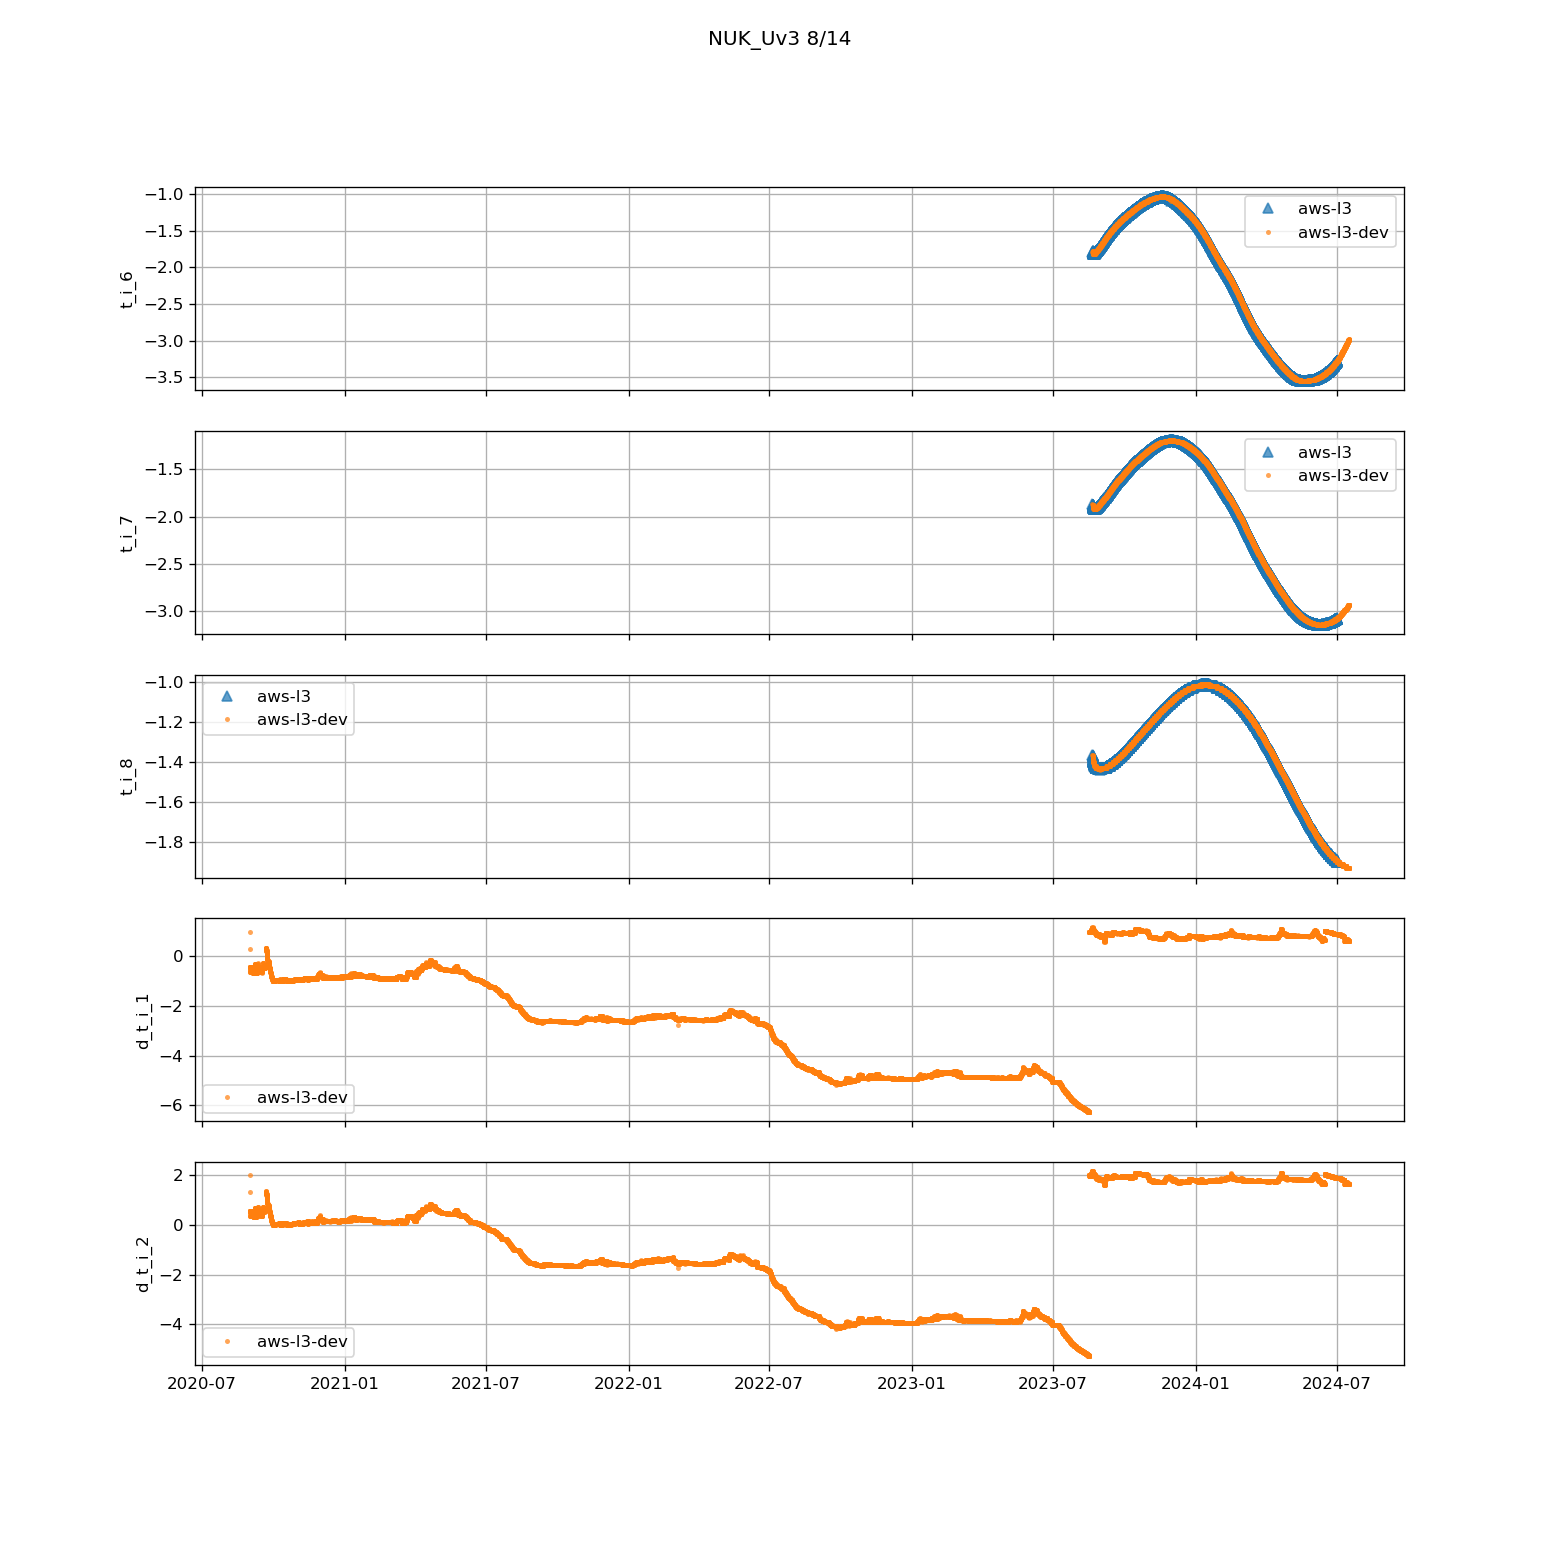 NUK_Uv3 8/14
−1.0
−1.5
−2.0
−2.5
−3.0
−3.5
t_i_6
aws-l3
aws-l3-dev
−1.5
−2.0
−2.5
−3.0
t_i_7
aws-l3
aws-l3-dev
−1.0
−1.2
−1.4
−1.6
−1.8
t_i_8
aws-l3
aws-l3-dev
0
−2
−4
−6
d_t_i_1
aws-l3-dev
2
0
−2
−4
d_t_i_2
aws-l3-dev
2020-07 2021-01 2021-07 2022-01 2022-07 2023-01 2023-07 2024-01 2024-07